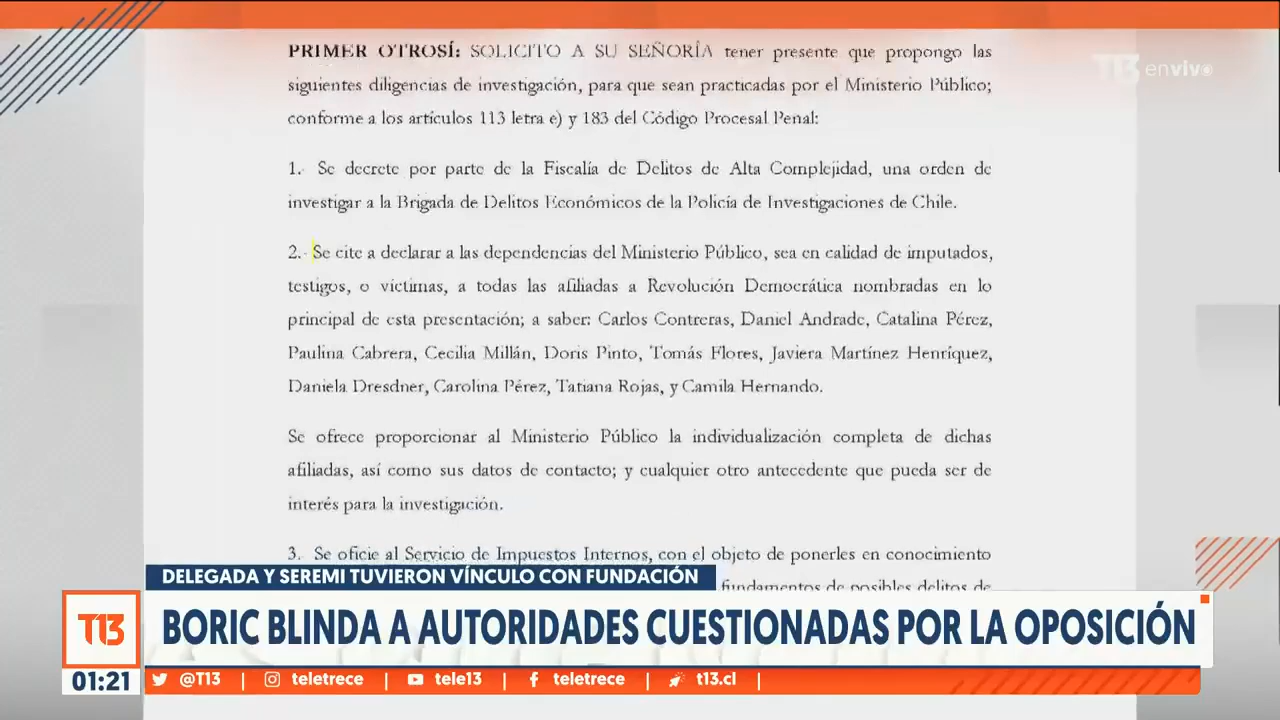 PRIMER OTROSÍ: SOLICITO A SU SEÑORÍA tener presente que propongo las
siguientes diligencias de investigación, para que sean practicadas por el Ministerio Público;
conforme a los artículos 113 letra e) y 183 del Código Procesal Penal:
T13 envivo
1.- Se decrete por parte de la Fiscalía de Delitos de Alta Complejidad, una orden de
investigar a la Brigada de Delitos Económicos de la Policía de Investigaciones de Chile.
2.- Se cite a declarar a las dependencias del Ministerio Público, sea en calidad de imputados,
testigos, o víctimas, a todas las afiliadas a Revolución Democrática nombradas en lo
principal de esta presentación; a saber: Carlos Contreras, Daniel Andrade, Catalina Pérez,
Paulina Cabrera, Cecilia Millán, Doris Pinto, Tomás Flores, Javiera Martínez Henríquez,
Daniela Dresdner, Carolina Pérez, Tatiana Rojas, y Camila Hernando.
Se ofrece proporcionar al Ministerio Público la individualización completa de dichas
afiliadas, así como sus datos de contacto; y cualquier otro antecedente que pueda ser de
interés para la investigación.
3. Se oficie al Servicio de Impuestos Internos, con el objeto de ponerles en conocimiento
fundamentos de posibles delitos de
DELEGADA Y SEREMI TUVIERON VÍNCULO CON FUNDACIÓN
T13
BORIC BLINDA A AUTORIDADES CUESTIONADAS POR LA OPOSICIÓN
01:21
@T13 | teletrece | tele13 | teletrece | t13.cl |